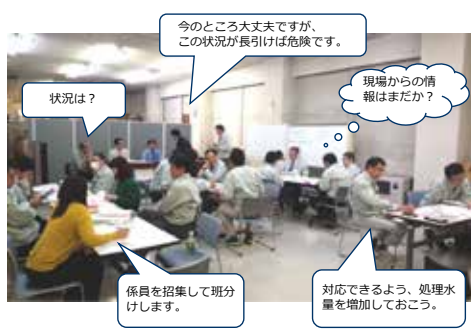 今のところ大丈夫ですが、
この状況が長引けば危険です。
状況は？
現場からの情
報はまだか？
係員を招集して班分
けします。
対応できるよう、処理水
量を増加しておこう。